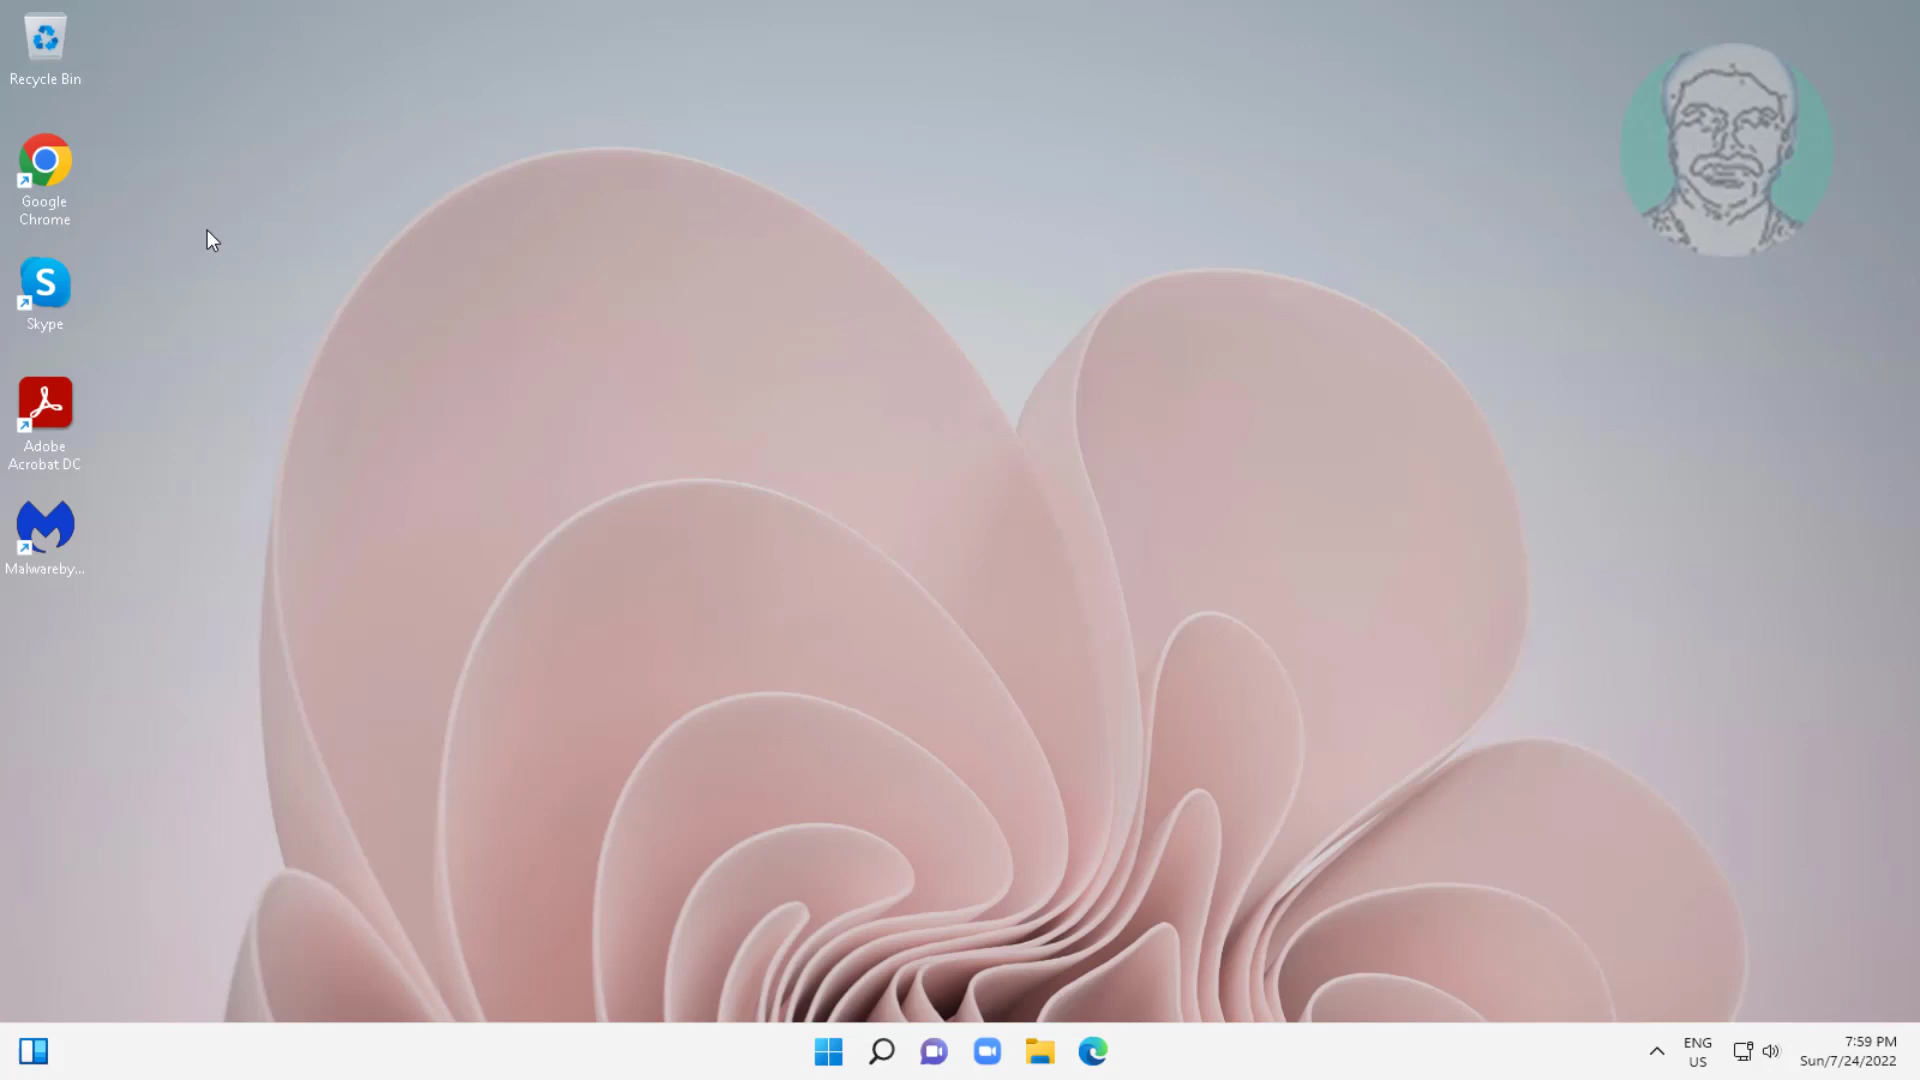 Recycle Bin
Google
Chrome
S
Skype
Adobe
Acrobat DC
Malwareby...
ENG
US
7:59 PM
Sun/7/24/2022